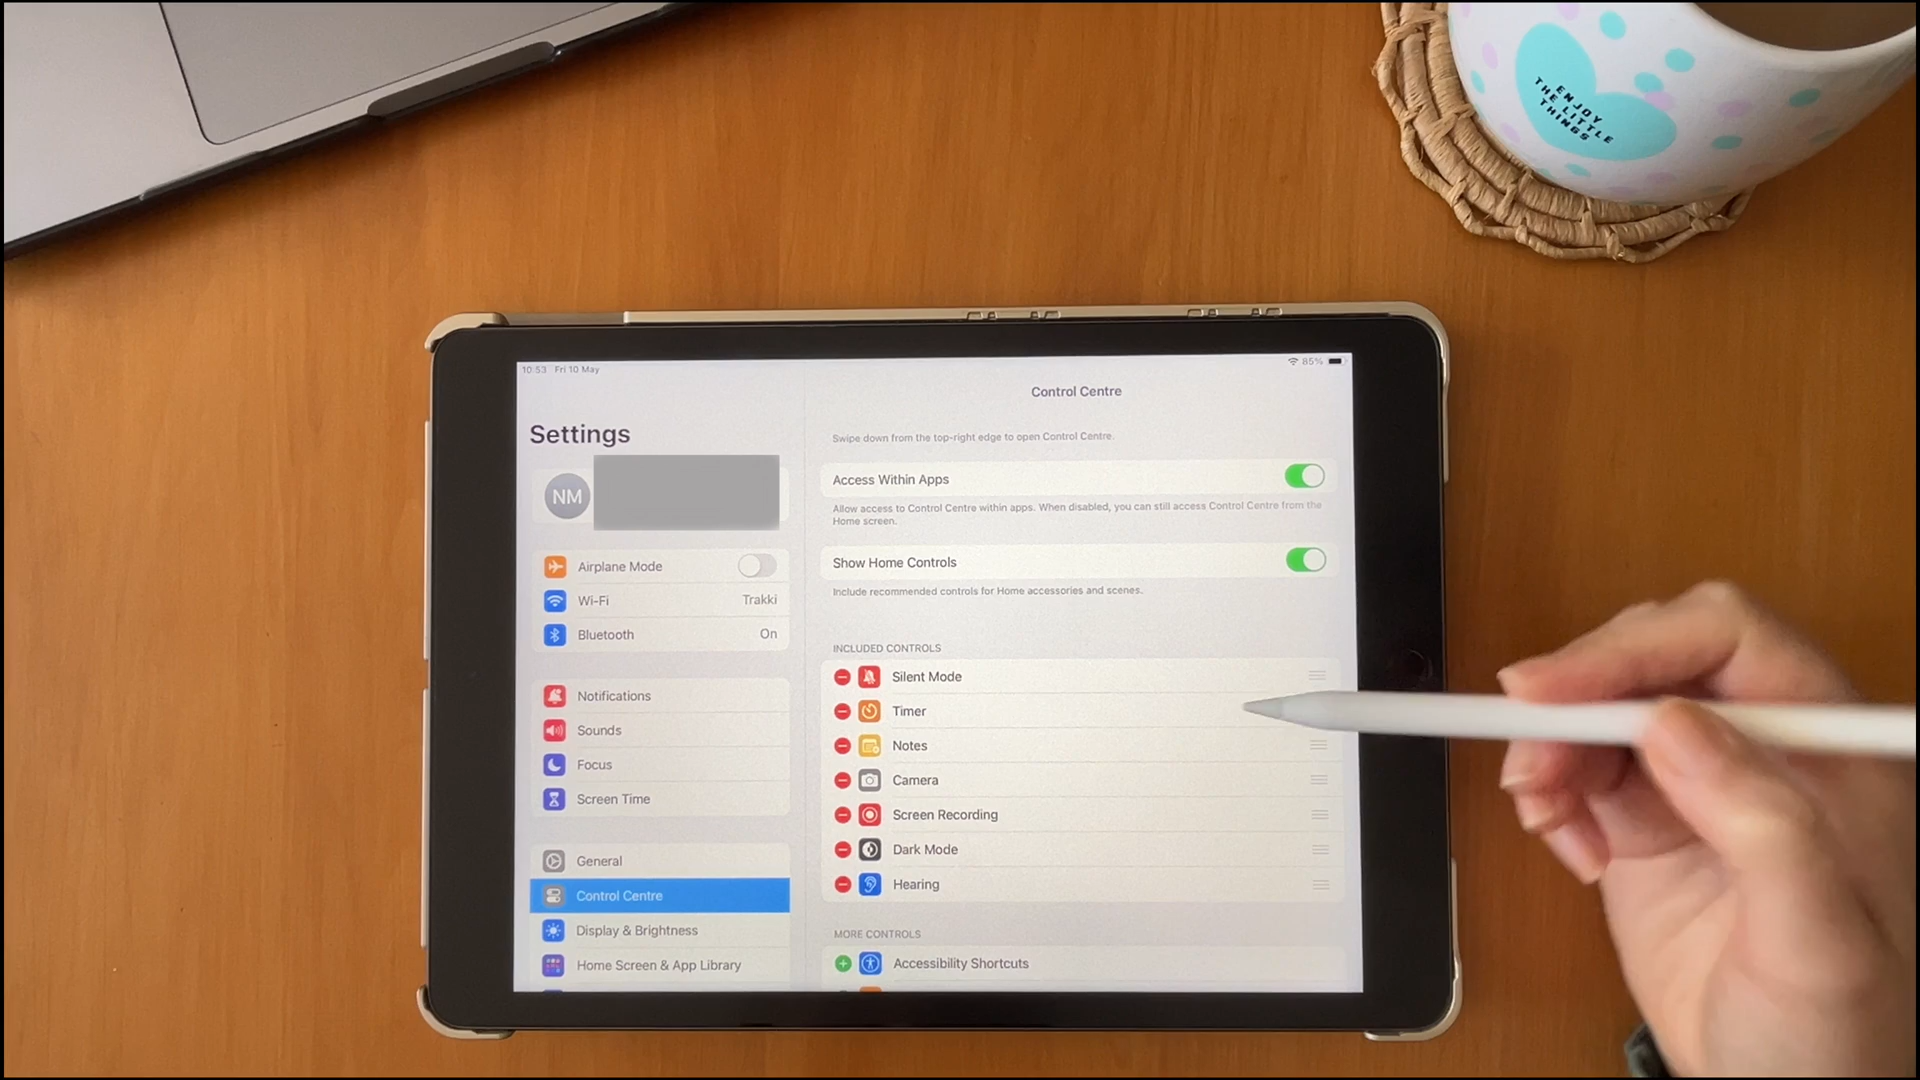 ENJOY
THE LITTLE
THINGS
10:53 Fri 10 May
85%
Settings
NM
Airplane Mode
Wi-Fi Trakki
Bluetooth On
Notifications
Sounds
Focus
Screen Time
General
Control Centre
Display & Brightness
Home Screen & App Library
Control Centre
Swipe down from the top-right edge to open Control Centre.
Access Within Apps
Allow access to Control Centre within apps. When disabled, you can still access Control Centre from the
Home screen.
Show Home Controls
Include recommended controls for Home accessories and scenes.
INCLUDED CONTROLS
Silent Mode
Timer
Notes
Camera
Screen Recording
Dark Mode
Hearing
MORE CONTROLS
Accessibility Shortcuts